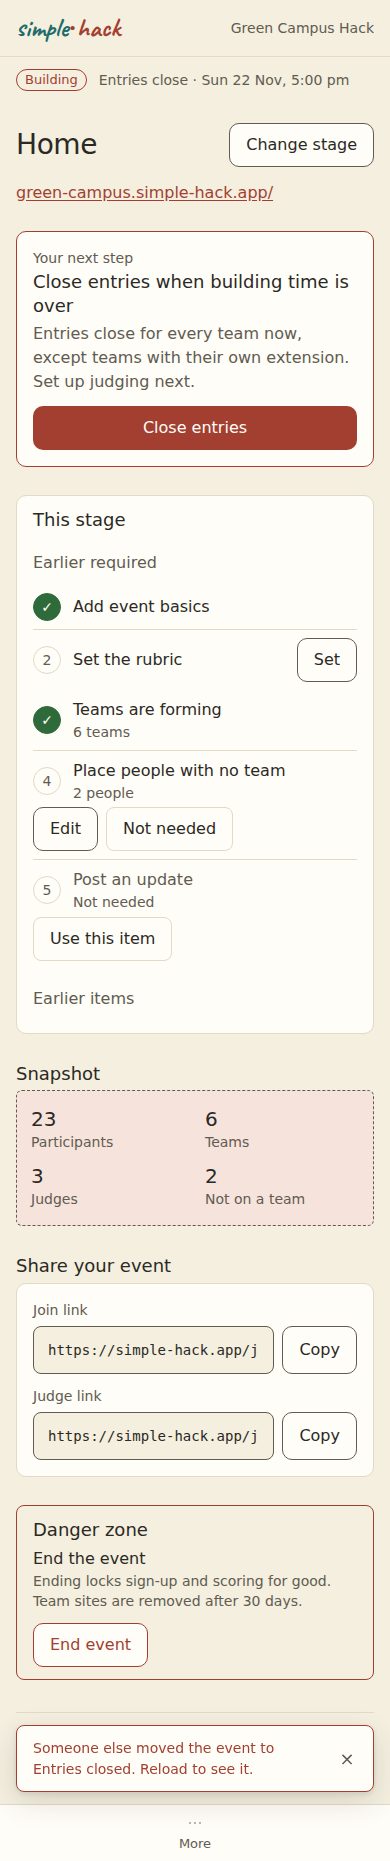 simple·hack
Green Campus Hack
Building
Entries close · Sun 22 Nov, 5:00 pm
Home
Change stage
green-campus.simple-hack.app/
Your next step
Close entries when building time is
over
Entries close for every team now,
except teams with their own extension.
Set up judging next.
Close entries
This stage
Earlier required
✓
Add event basics
2
Set the rubric
Set
✓
Teams are forming
6 teams
4
Place people with no team
2 people
Edit
Not needed
5
Post an update
Not needed
Use this item
Earlier items
Snapshot
23
Participants
6
Teams
3
Judges
2
Not on a team
Share your event
Join link
https://simple-hack.app/j
Copy
Judge link
https://simple-hack.app/j
Copy
Danger zone
End the event
Ending locks sign-up and scoring for good.
Team sites are removed after 30 days.
End event
Someone else moved the event to
Entries closed. Reload to see it.
×
…
More